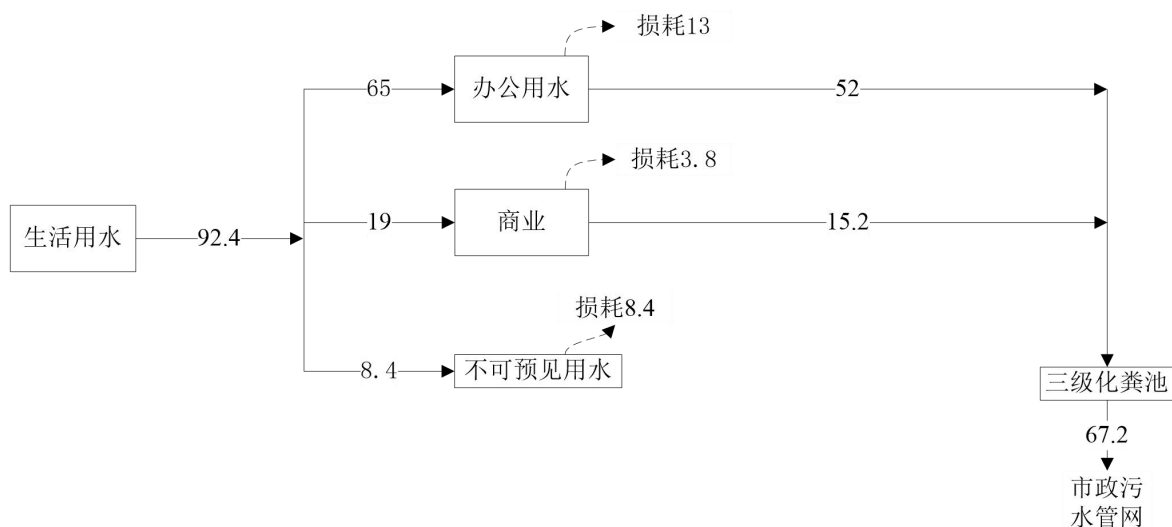 损耗13
65
办公用水
52
损耗3.8
生活用水
92.4
19
商业
15.2
损耗8.4
8.4
不可预见用水
三级化粪池
67.2
市政污
水管网